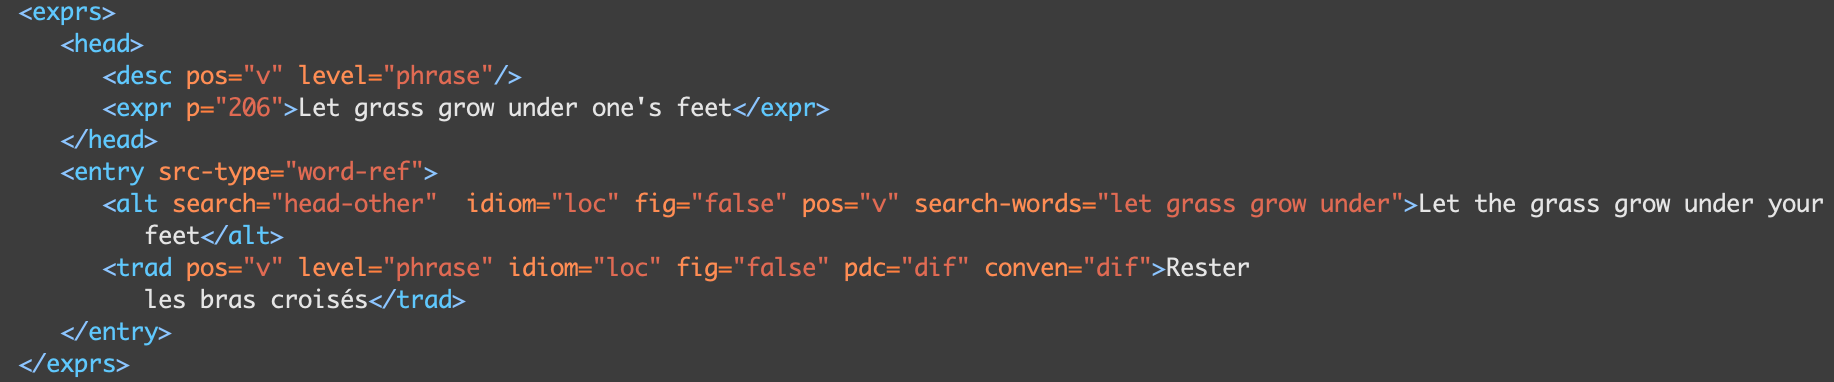 <exprs>
<head>
<desc pos="v" level="phrase"/>
<expr p="206">Let grass grow under one's feet</expr>
</head>
<entry src-type="word-ref">
<alt search="head-other"  idiom="loc" fig="false" pos="v" search-words="let grass grow under">Let the grass grow under your
feet</alt>
<trad pos="v" level="phrase" idiom="loc" fig="false" pdc="dif" conven="dif">Rester
les bras croisés</trad>
</entry>
</exprs>